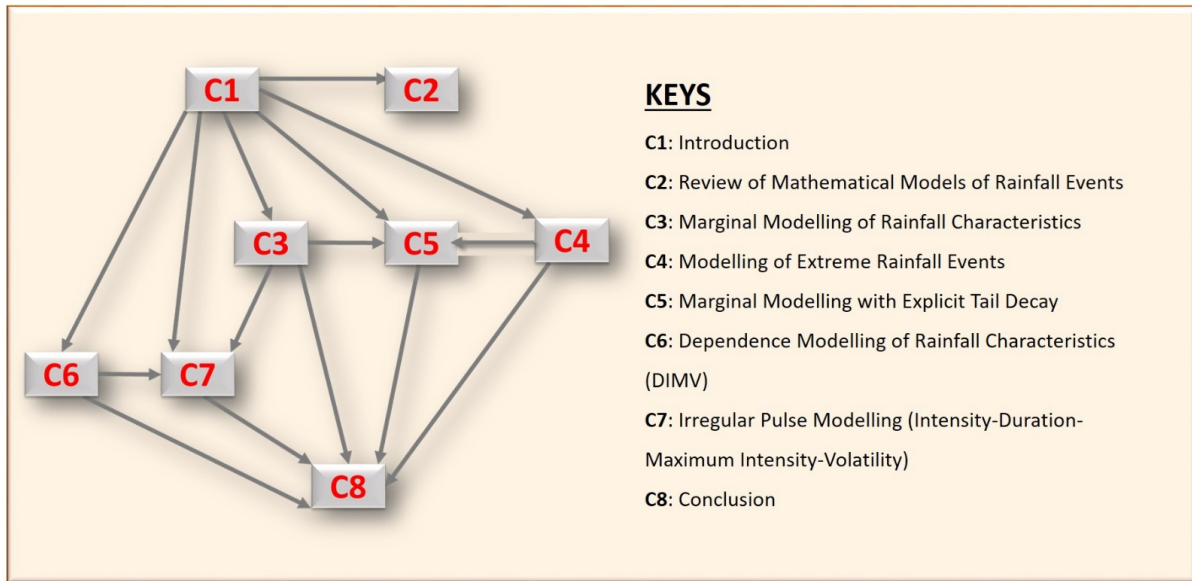 C1
C2
C3
C5
C4
C6
C7
C8
KEYS
C1: Introduction
C2: Review of Mathematical Models of Rainfall Events
C3: Marginal Modelling of Rainfall Characteristics
C4: Modelling of Extreme Rainfall Events
C5: Marginal Modelling with Explicit Tail Decay
C6: Dependence Modelling of Rainfall Characteristics
(DIMV)
C7: Irregular Pulse Modelling (Intensity-Duration-
Maximum Intensity-Volatility)
C8: Conclusion